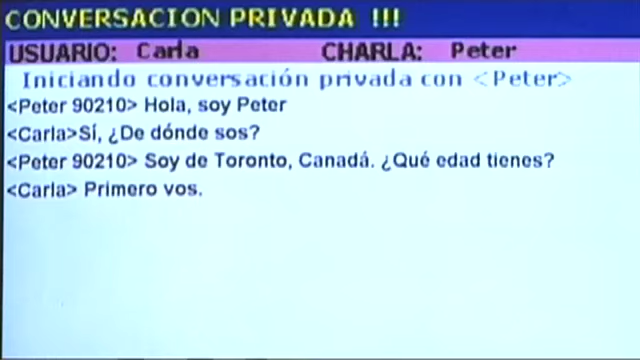 CONVERSACION PRIVADA !!!
USUARIO: Carla CHARLA: Peter
Iniciando conversación privada con <Peter>
<Peter 90210> Hola, soy Peter
<Carla>Sí, ¿De dónde sos?
<Peter 90210> Soy de Toronto, Canadá. ¿Qué edad tienes?
<Carla> Primero vos.